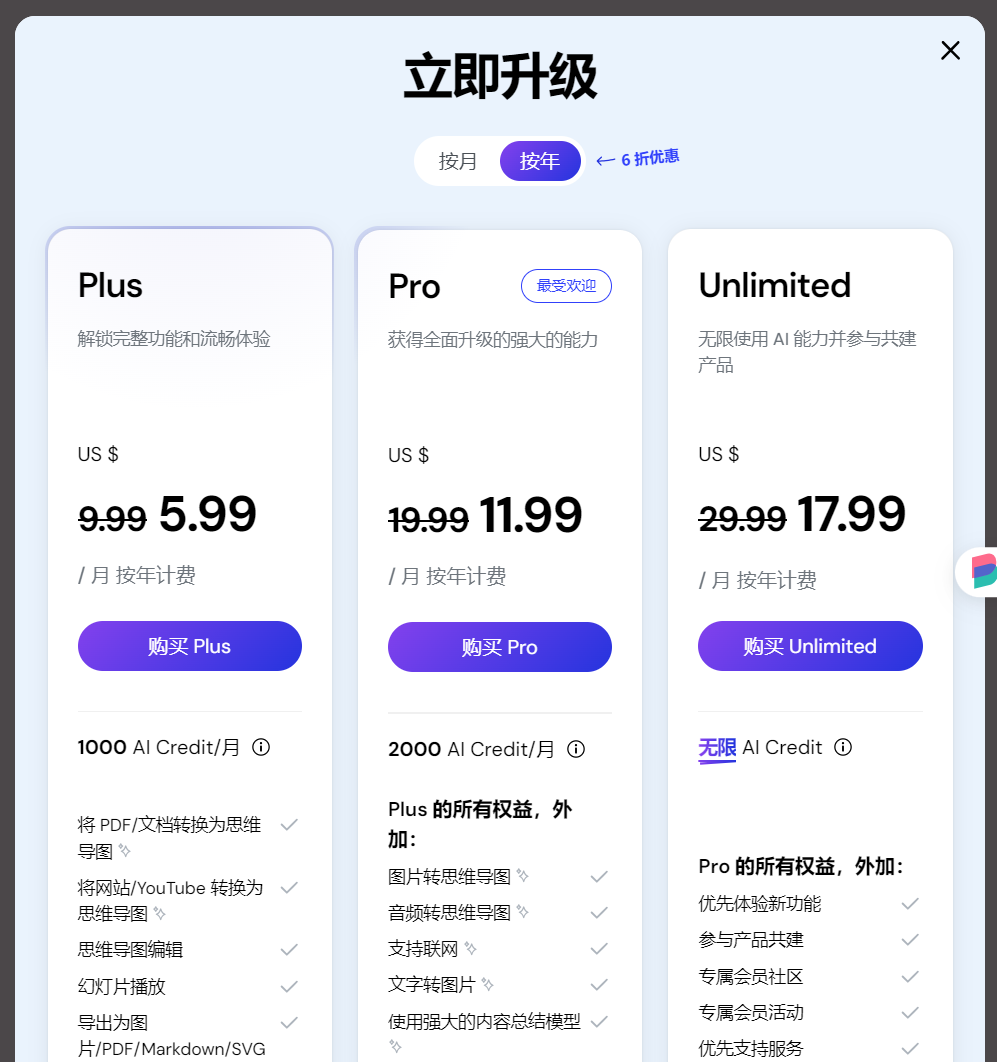 立即升级
按月
按年
6 折优惠
Plus
解锁完整功能和流畅体验
US $
9.99 5.99
/ 月 按年计费
购买 Plus
1000 AI Credit/月
将 PDF/文档转换为思维
导图
将网站/YouTube 转换为
思维导图
思维导图编辑
幻灯片播放
导出为图
片/PDF/Markdown/SVG
Pro
最受欢迎
获得全面升级的强大的能力
US $
19.99 11.99
/ 月 按年计费
购买 Pro
2000 AI Credit/月
Plus 的所有权益，外
加：
图片转思维导图
音频转思维导图
支持联网
文字转图片
使用强大的内容总结模型
Unlimited
无限使用 AI 能力并参与共建
产品
US $
29.99 17.99
/ 月 按年计费
购买 Unlimited
无限 AI Credit
Pro 的所有权益，外加：
优先体验新功能
参与产品共建
专属会员社区
专属会员活动
优先支持服务